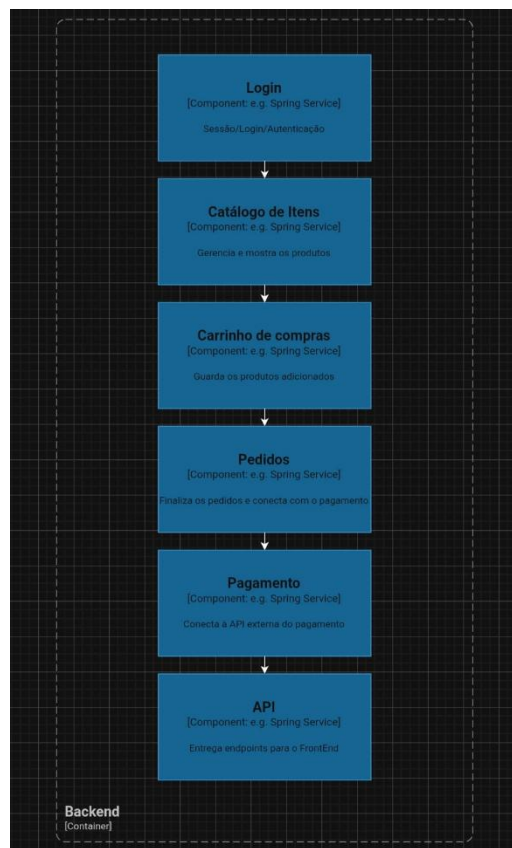 Login
[Component: e.g. Spring Service]
Sessão/Login/Autenticação
Catálogo de Itens
[Component: e.g. Spring Service]
Gerencia e mostra os produtos
Carrinho de compras
[Component: e.g. Spring Service]
Guarda os produtos adicionados
Pedidos
[Component: e.g. Spring Service]
Finaliza os pedidos e conecta com o pagamento
Pagamento
[Component: e.g. Spring Service]
Conecta à API externa do pagamento
API
[Component: e.g. Spring Service]
Entrega endpoints para o FrontEnd
Backend
[Container]